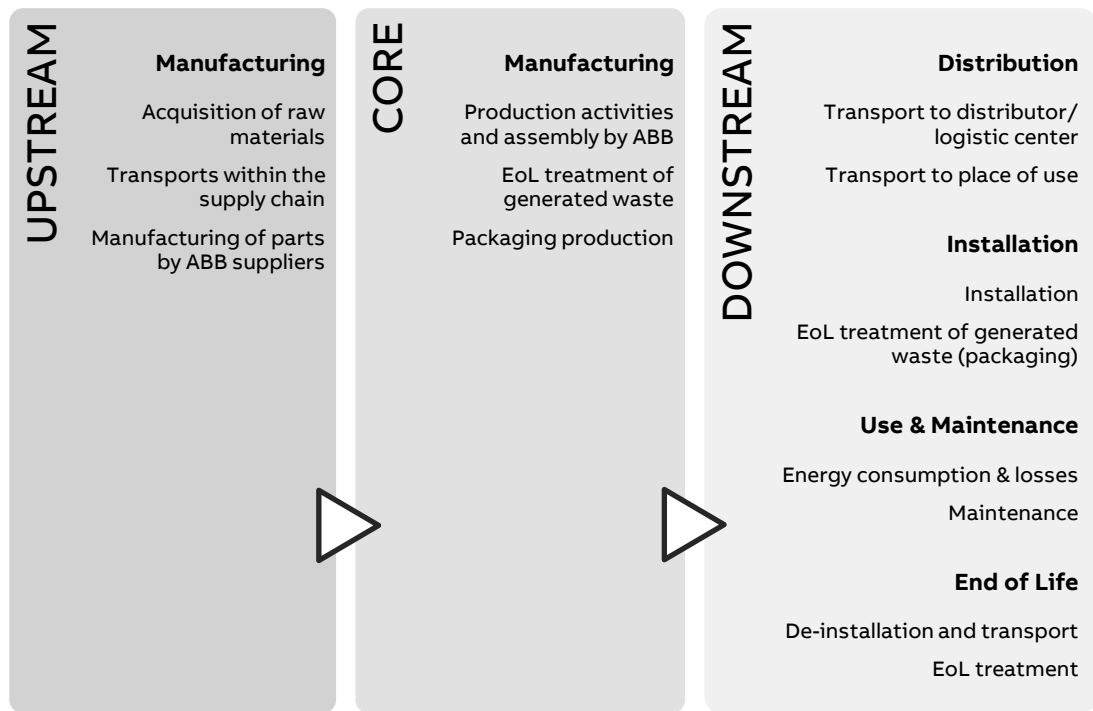 UPSTREAM
Manufacturing
Acquisition of raw
materials
Transports within the
supply chain
Manufacturing of parts
by ABB suppliers
CORE
Manufacturing
Production activities
and assembly by ABB
EoL treatment of
generated waste
Packaging production
DOWNSTREAM
Distribution
Transport to distributor/
logistic center
Transport to place of use
Installation
Installation
EoL treatment of generated
waste (packaging)
Use & Maintenance
Energy consumption & losses
Maintenance
End of Life
De-installation and transport
EoL treatment